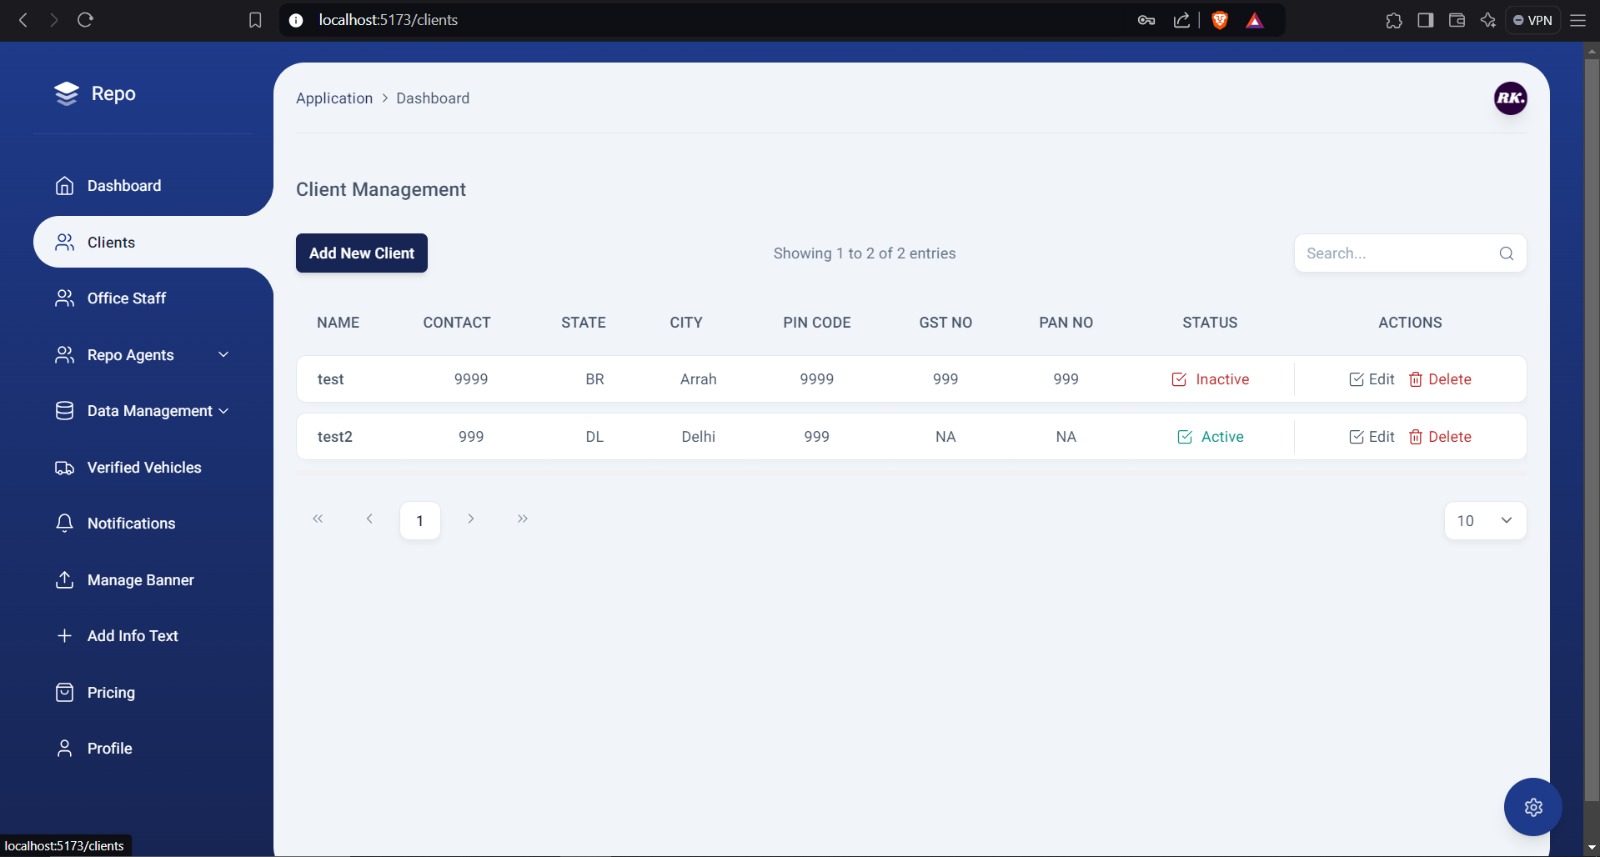 localhost:5173/clients
VPN
Repo
Application > Dashboard
RK.
Dashboard
Clients
Office Staff
Repo Agents
Data Management
Verified Vehicles
Notifications
Manage Banner
Add Info Text
Pricing
Profile
Client Management
Add New Client
Showing 1 to 2 of 2 entries
Search...
NAME CONTACT STATE CITY PIN CODE GST NO PAN NO STATUS ACTIONS
test 9999 BR Arrah 9999 999 999 Inactive Edit Delete
test2 999 DL Delhi 999 NA NA Active Edit Delete
« ‹ 1 › »
10
localhost:5173/clients